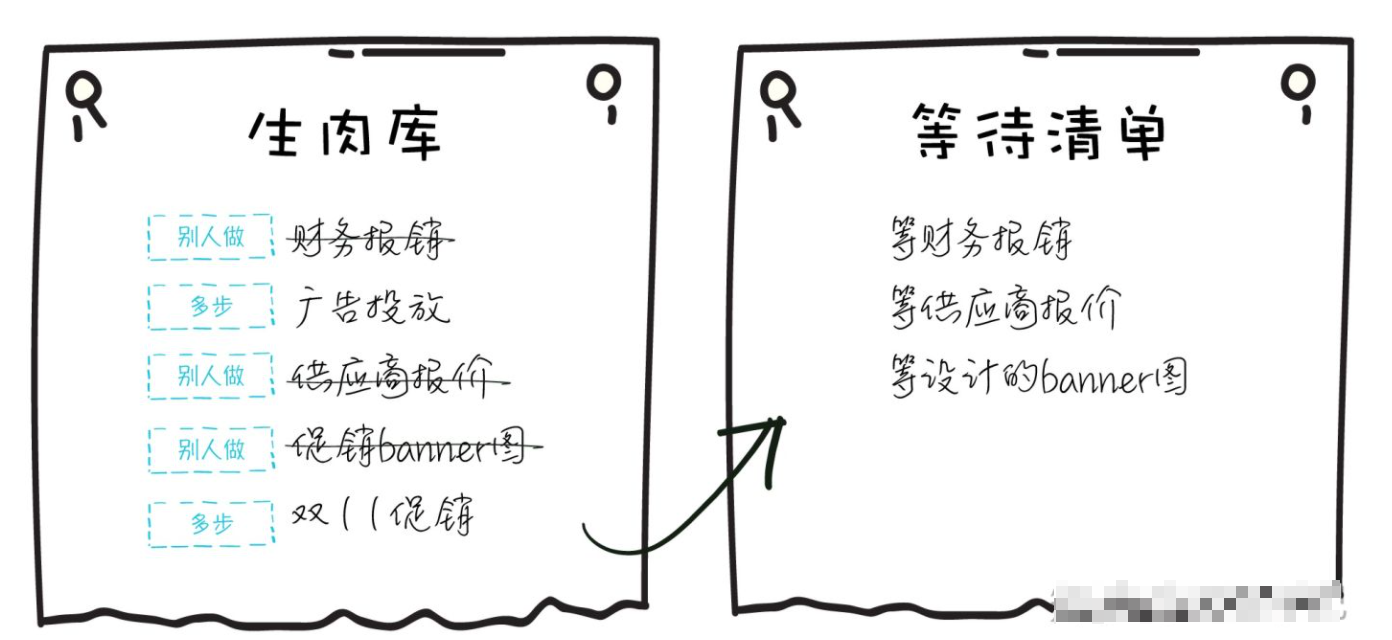 生肉库
别人做 财务报销
多步 广告投放
别人做 供应商报价
别人做 促销banner图
多步 双11促销
等待清单
等财务报销
等供应商报价
等设计的banner图